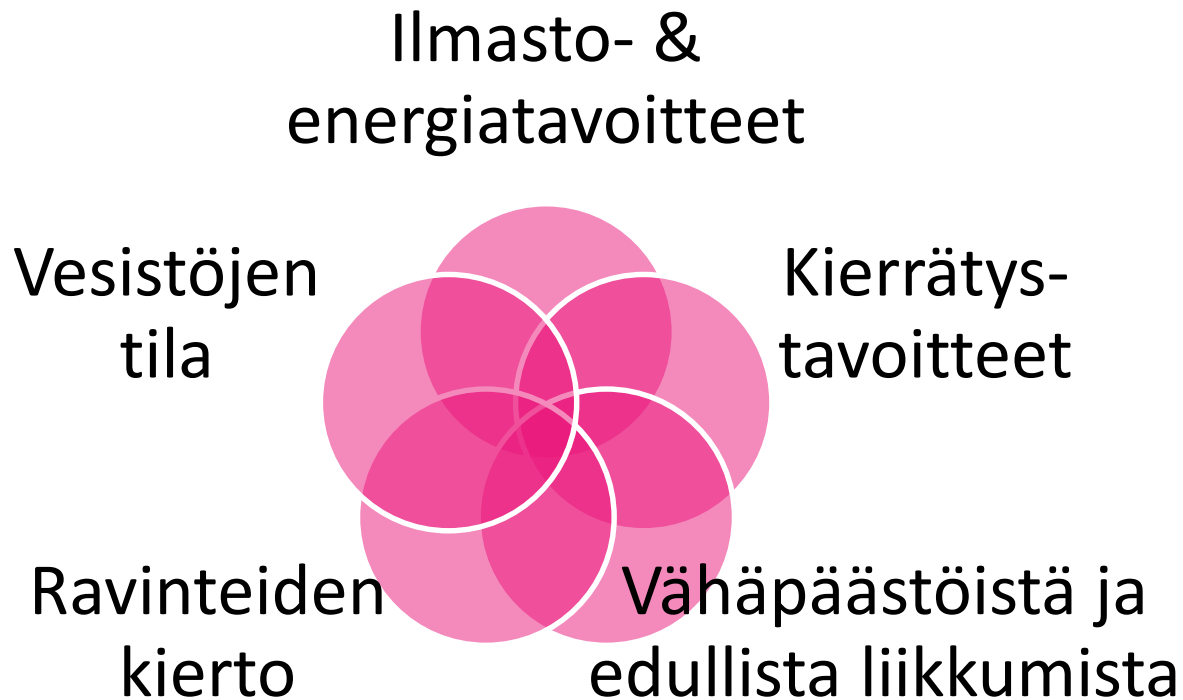 Ilmasto- &
energiatavoitteet
Vesistöjen
tila
Kierrätys-
tavoitteet
Ravinteiden
kierto
Vähäpäästöistä ja
edullista liikkumista